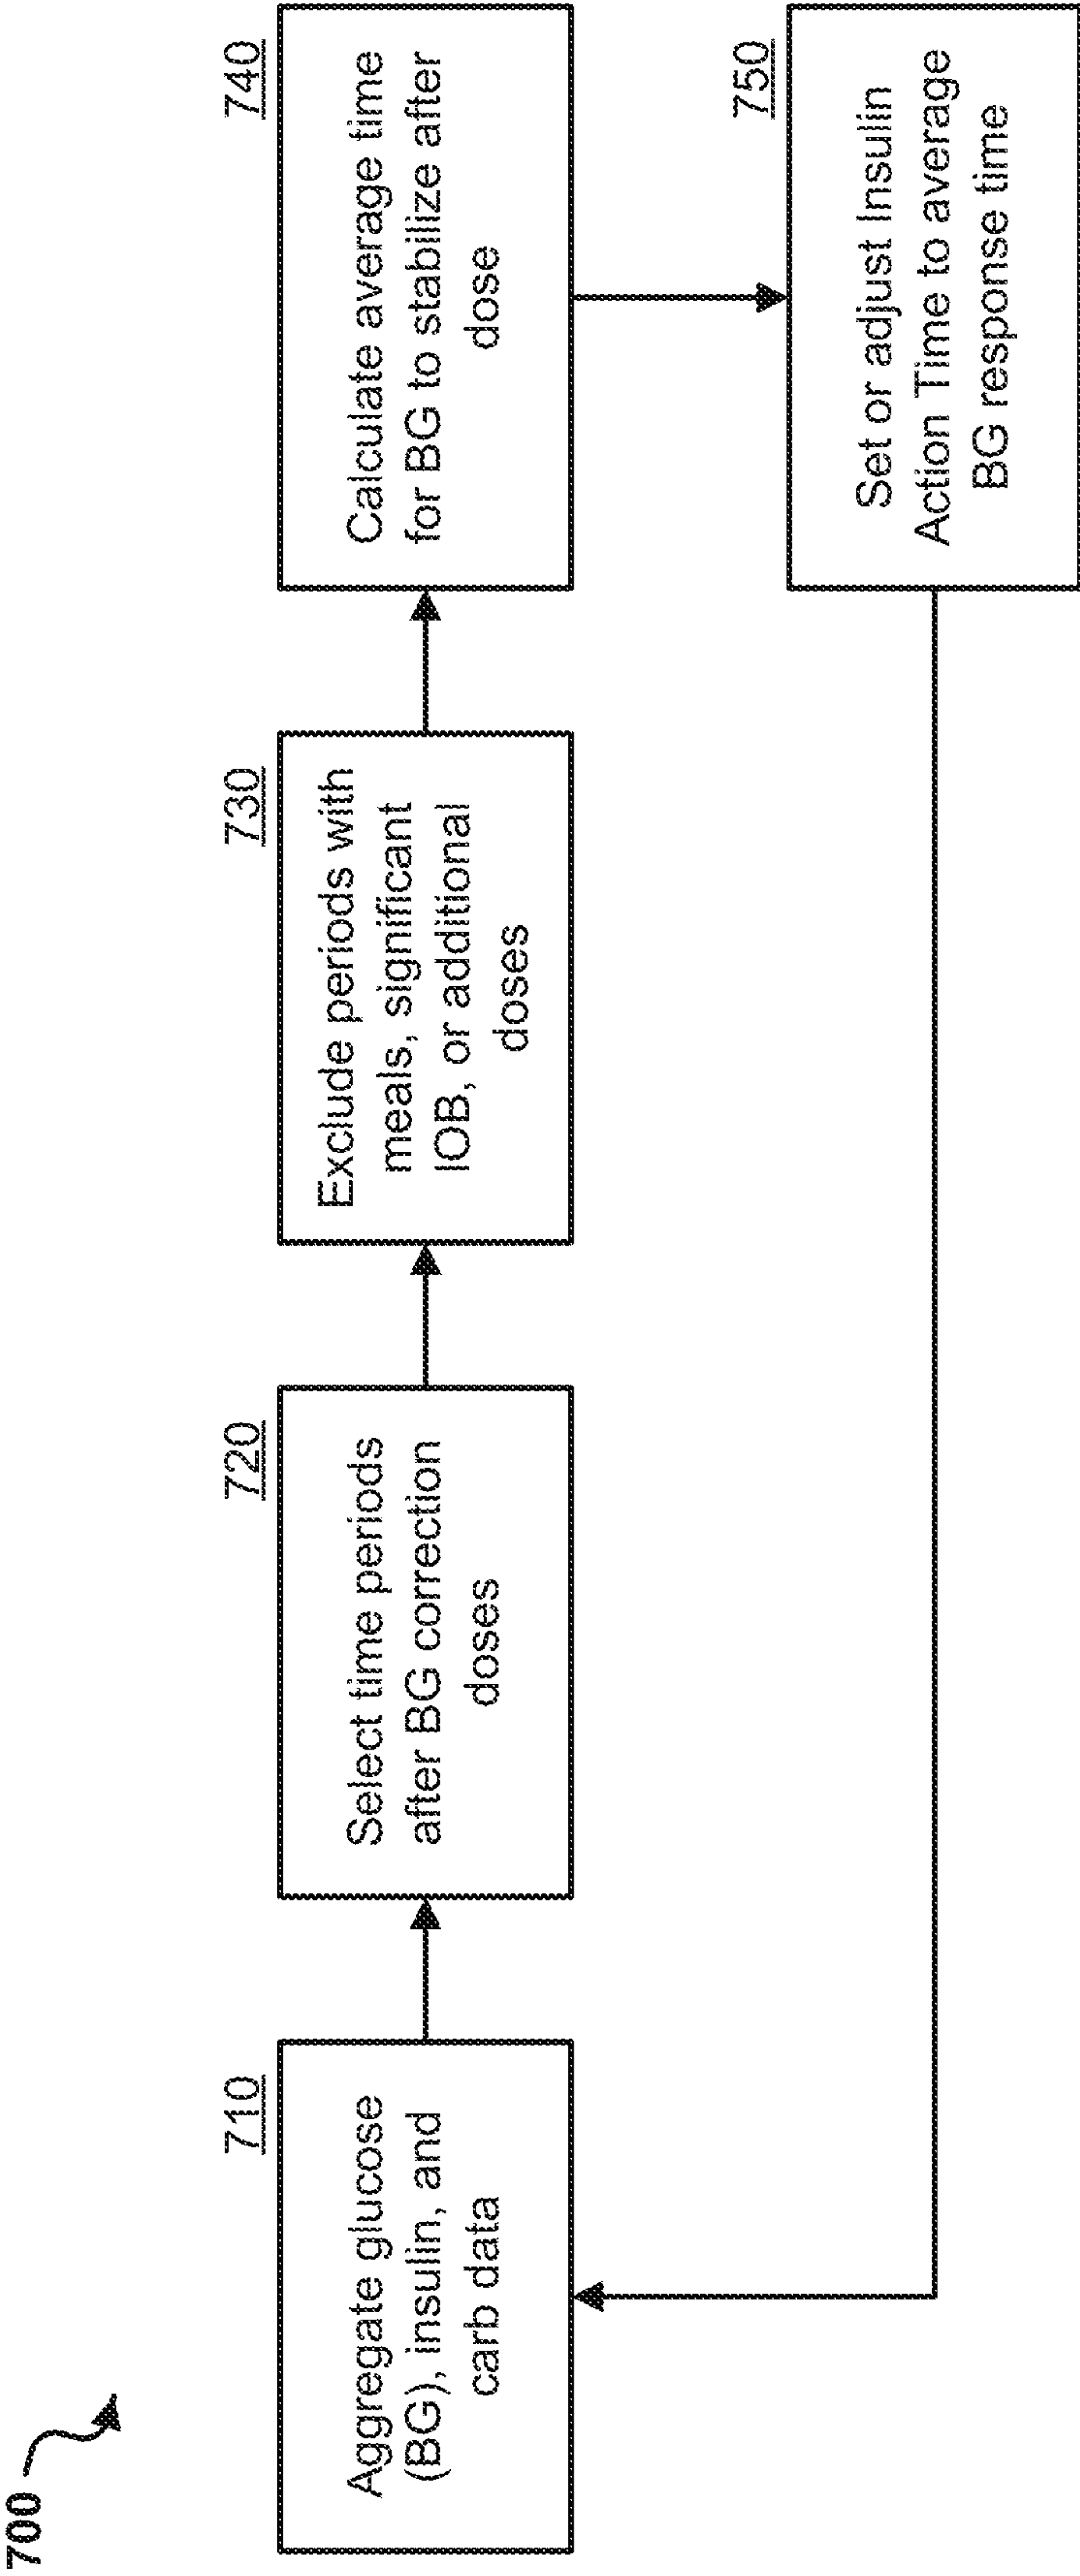 700
710
Aggregate glucose
(BG), insulin, and
carb data
720
Select time periods
after BG correction
doses
730
Exclude periods with
meals, significant
IOB, or additional
doses
740
Calculate average time
for BG to stabilize after
dose
750
Set or adjust Insulin
Action Time to average
BG response time